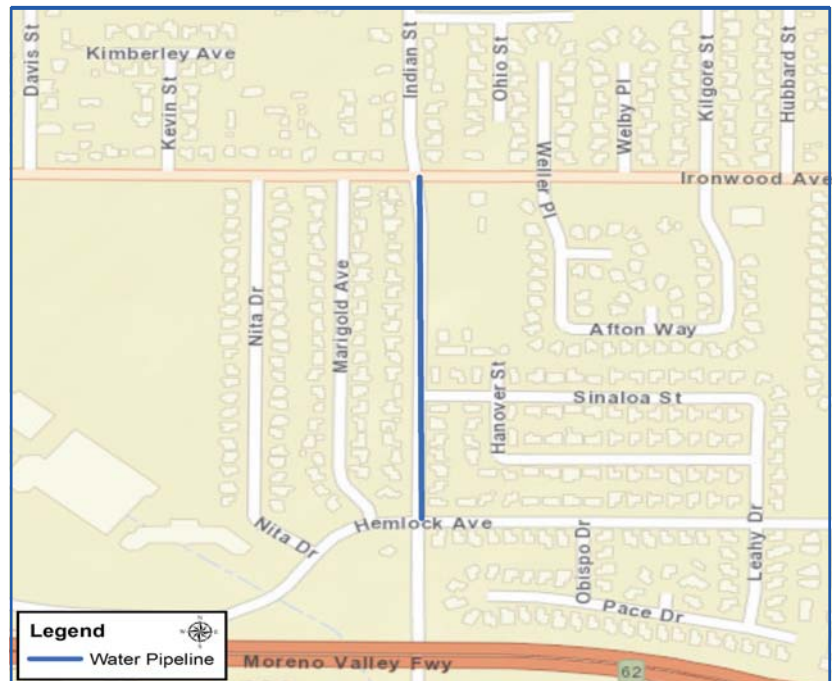 Davis St
Kimberley Ave
Kevin St
Indian St
Ohio St
Welby Pl
Kilgore St
Hubbard St
Weller Pl
Ironwood Ave
Nita Dr
Marigold Ave
Afton Way
Hanover St
Sinaloa St
Nita Dr
Hemlock Ave
Obispo Dr
Leahy Dr
Pace Dr
Legend
N
W
E
S
Water Pipeline
Moreno Valley Fwy
62